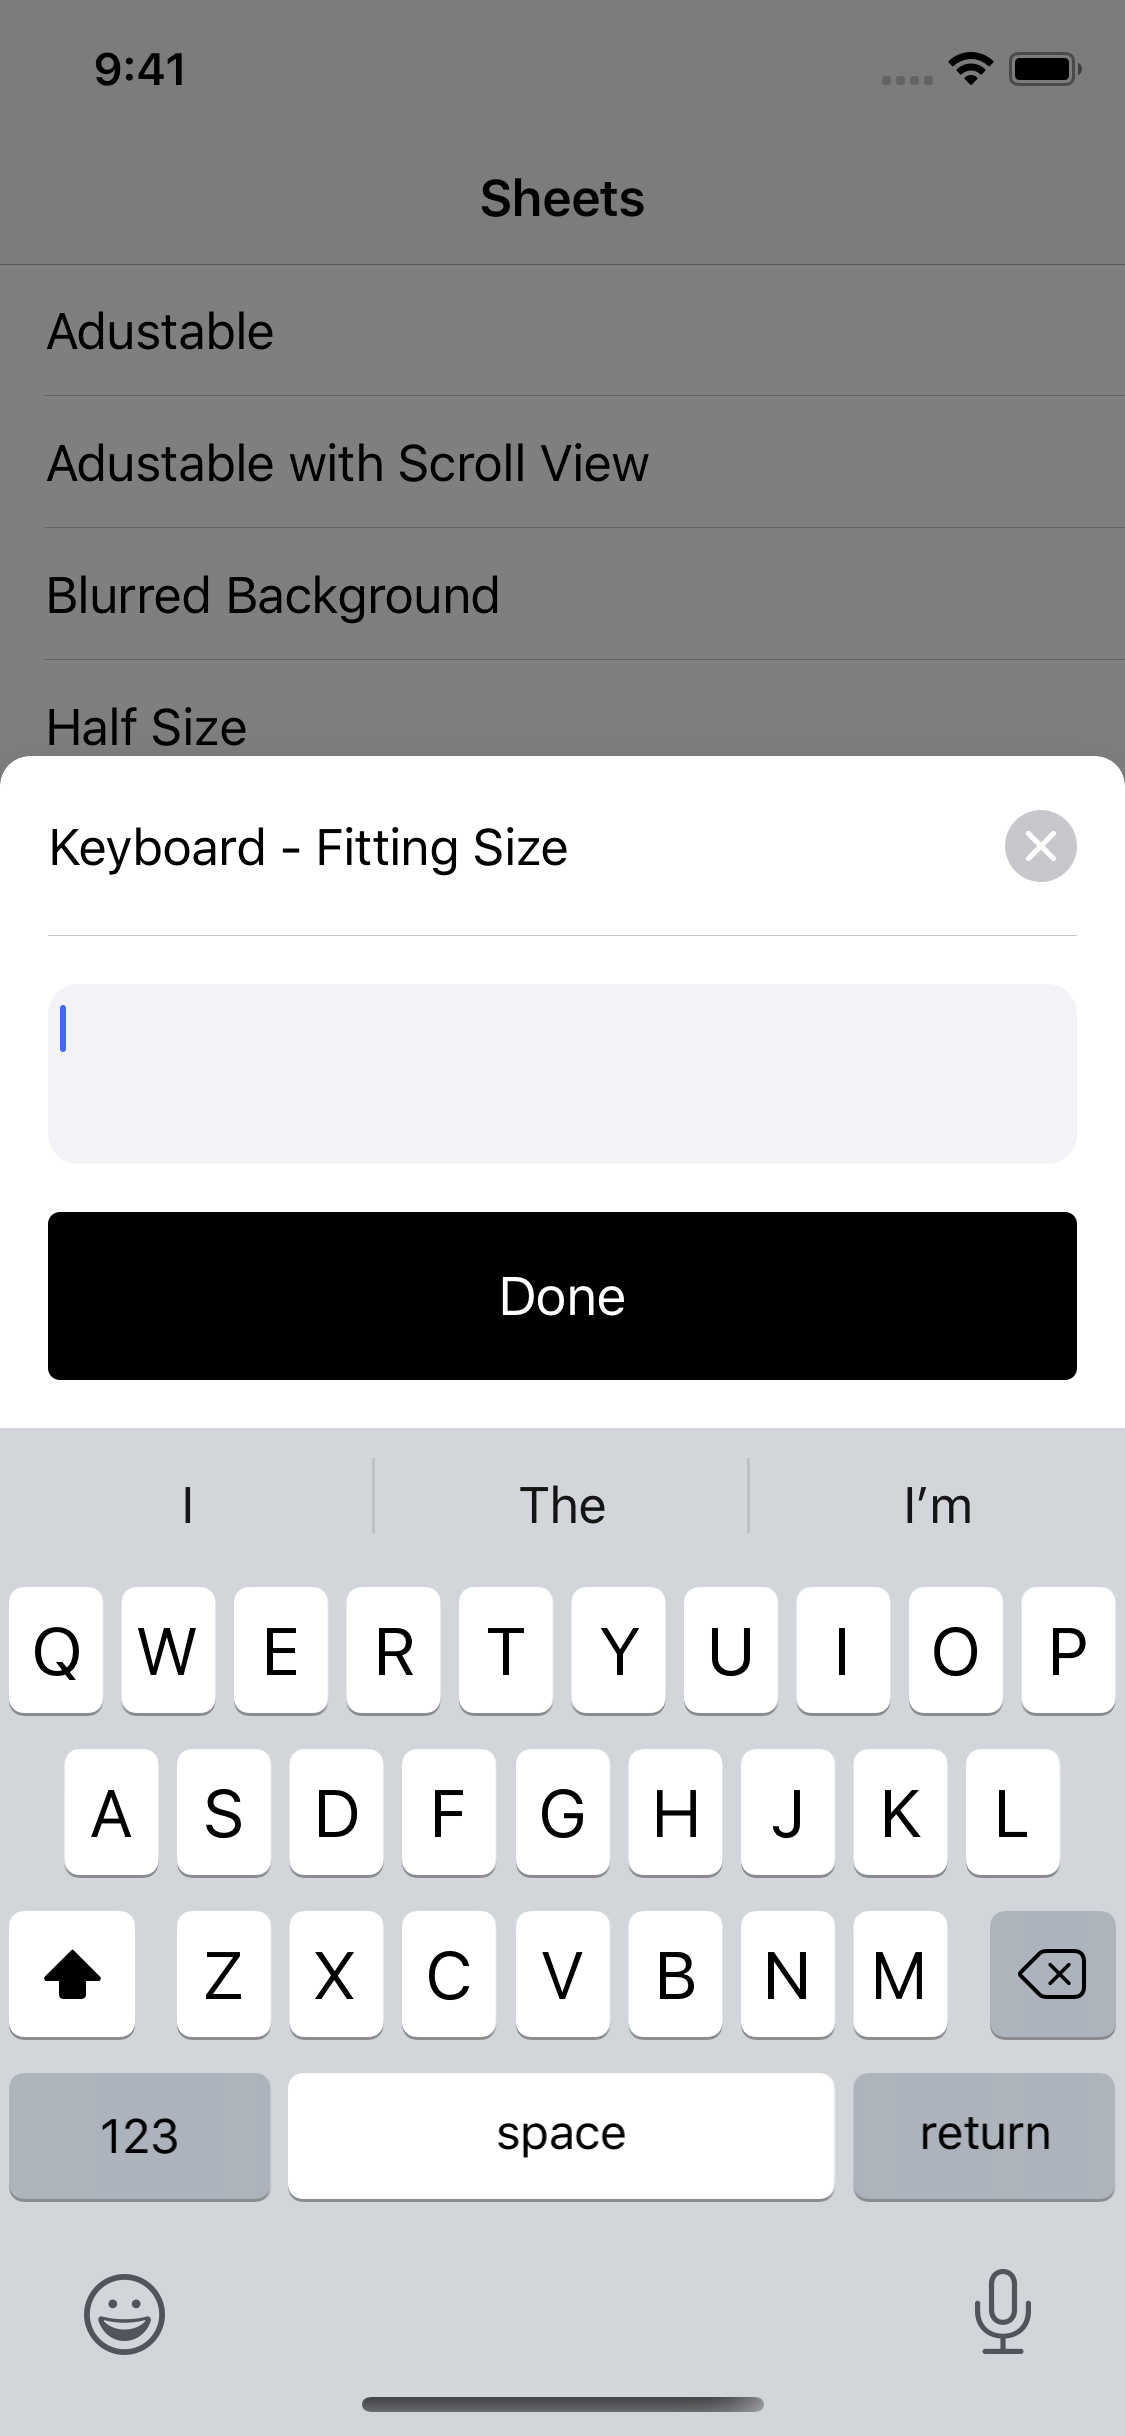 9:41
Sheets
Adustable
Adustable with Scroll View
Blurred Background
Half Size
Keyboard - Fitting Size
Done
I The I’m
Q W E R T Y U I O P
A S D F G H J K L
Z X C V B N M
123 space return